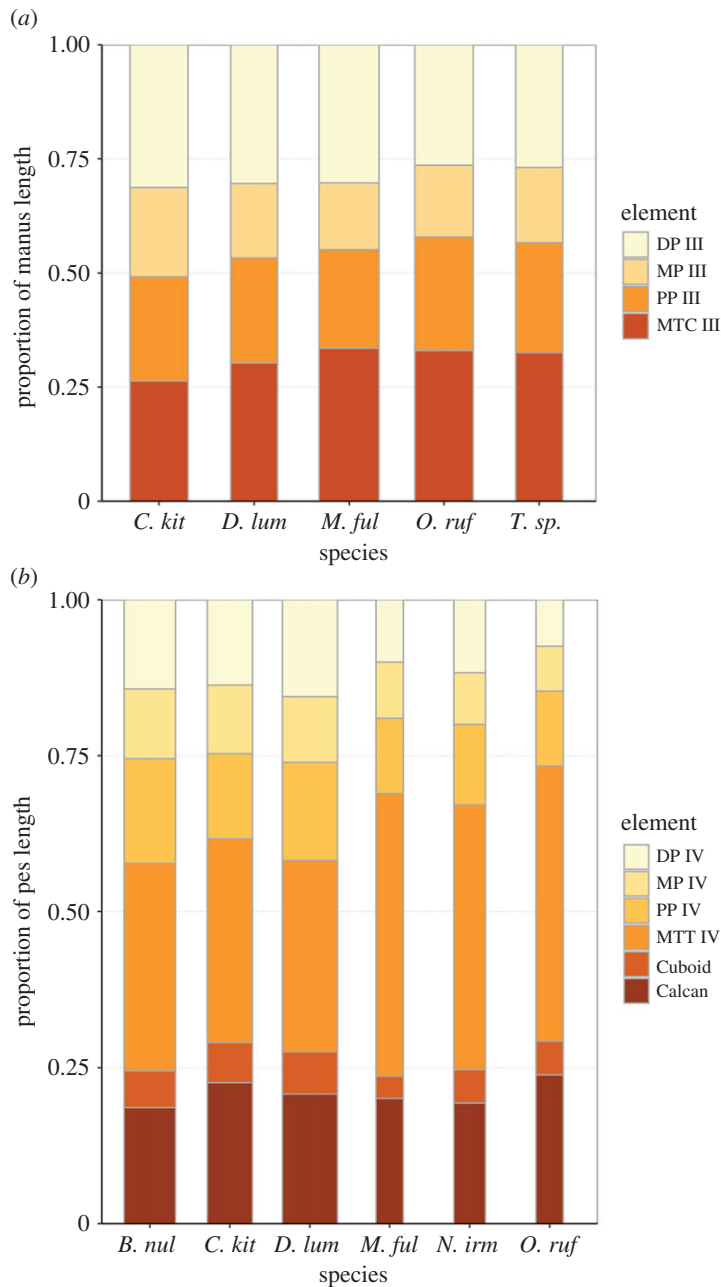 (a)
1.00
0.75
0.50
0.25
0
proportion of manus length
C. kit D. lum M. ful O. ruf T. sp.
species
element
DP III
MP III
PP III
MTC III
(b)
1.00
0.75
0.50
0.25
0
proportion of pes length
B. nul C. kit D. lum M. ful N. irm O. ruf
species
element
DP IV
MP IV
PP IV
MTT IV
Cuboid
Calcan